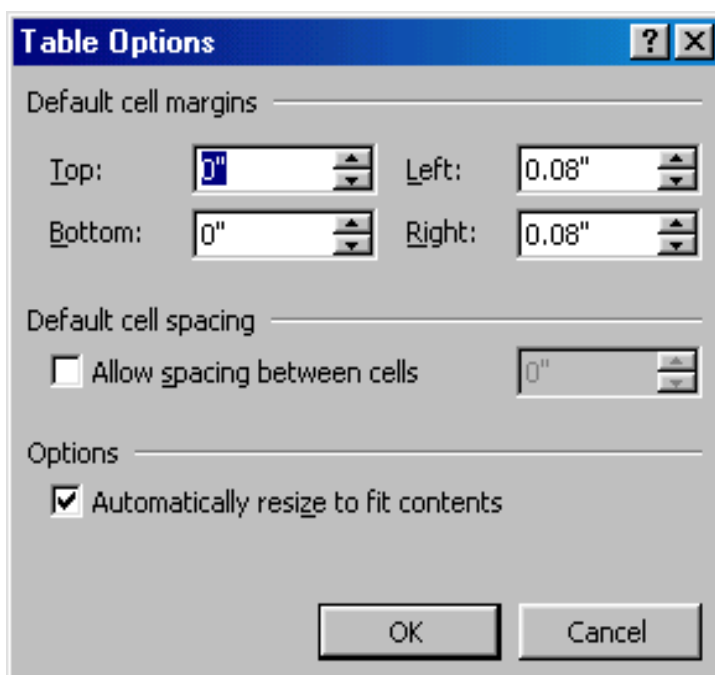 Table Options
Default cell margins
Top: 0" Left: 0.08"
Bottom: 0" Right: 0.08"
Default cell spacing
Allow spacing between cells 0"
Options
Automatically resize to fit contents
OK Cancel